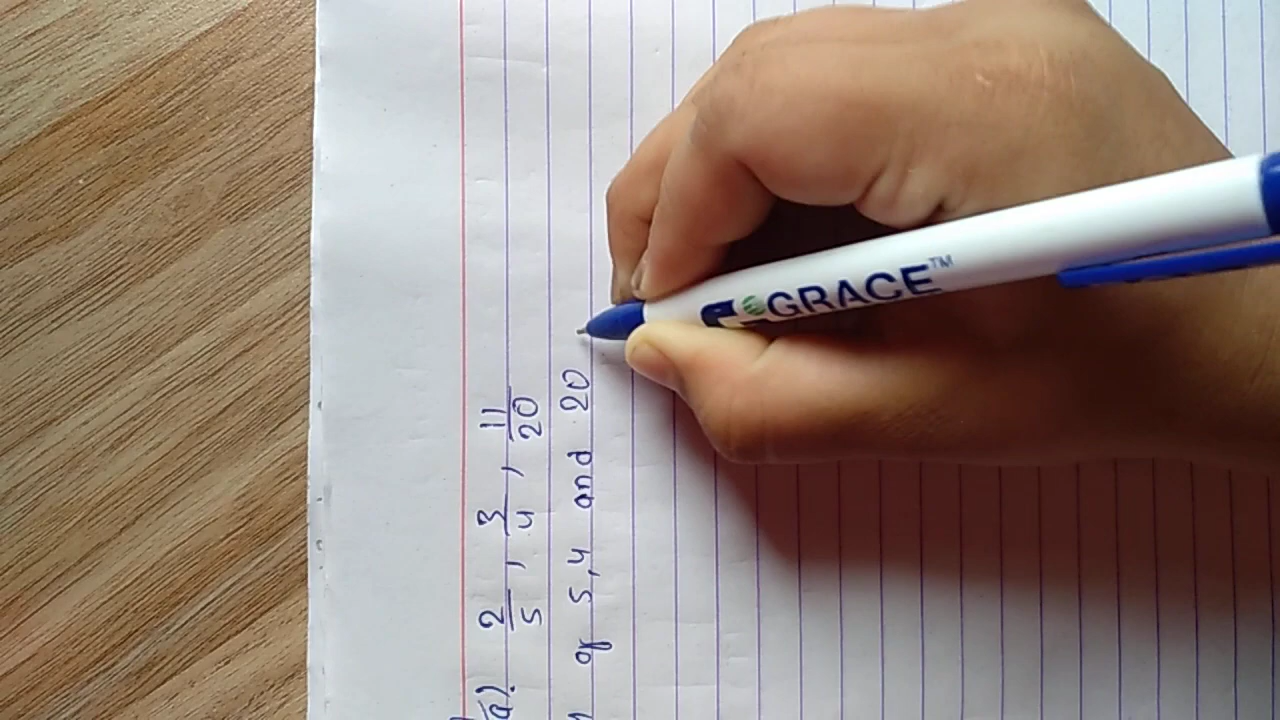 a). 2/5, 3/4, 11/20
of 5,4 and 20
GRACE™